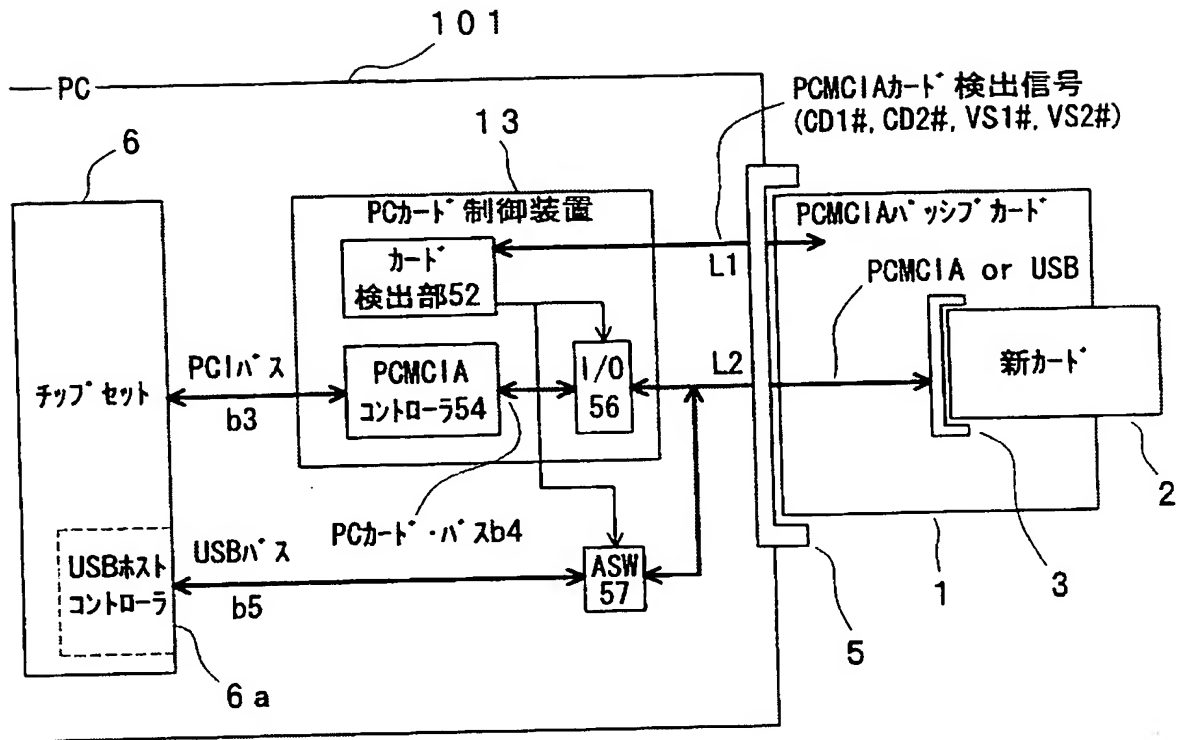 101
PC
PCMCIAカード検出信号
(CD1#, CD2#, VS1#, VS2#)
6
13
PCカード制御装置
PCMCIAパッシブカード
カード
検出部52
L1
PCMCIA or USB
チップセット
PCIバス
b3
PCMCIA
コントローラ54
I/O
56
L2
新カード
2
PCカード・バスb4
3
1
USBホスト
コントローラ
USBバス
b5
ASW
57
5
6a